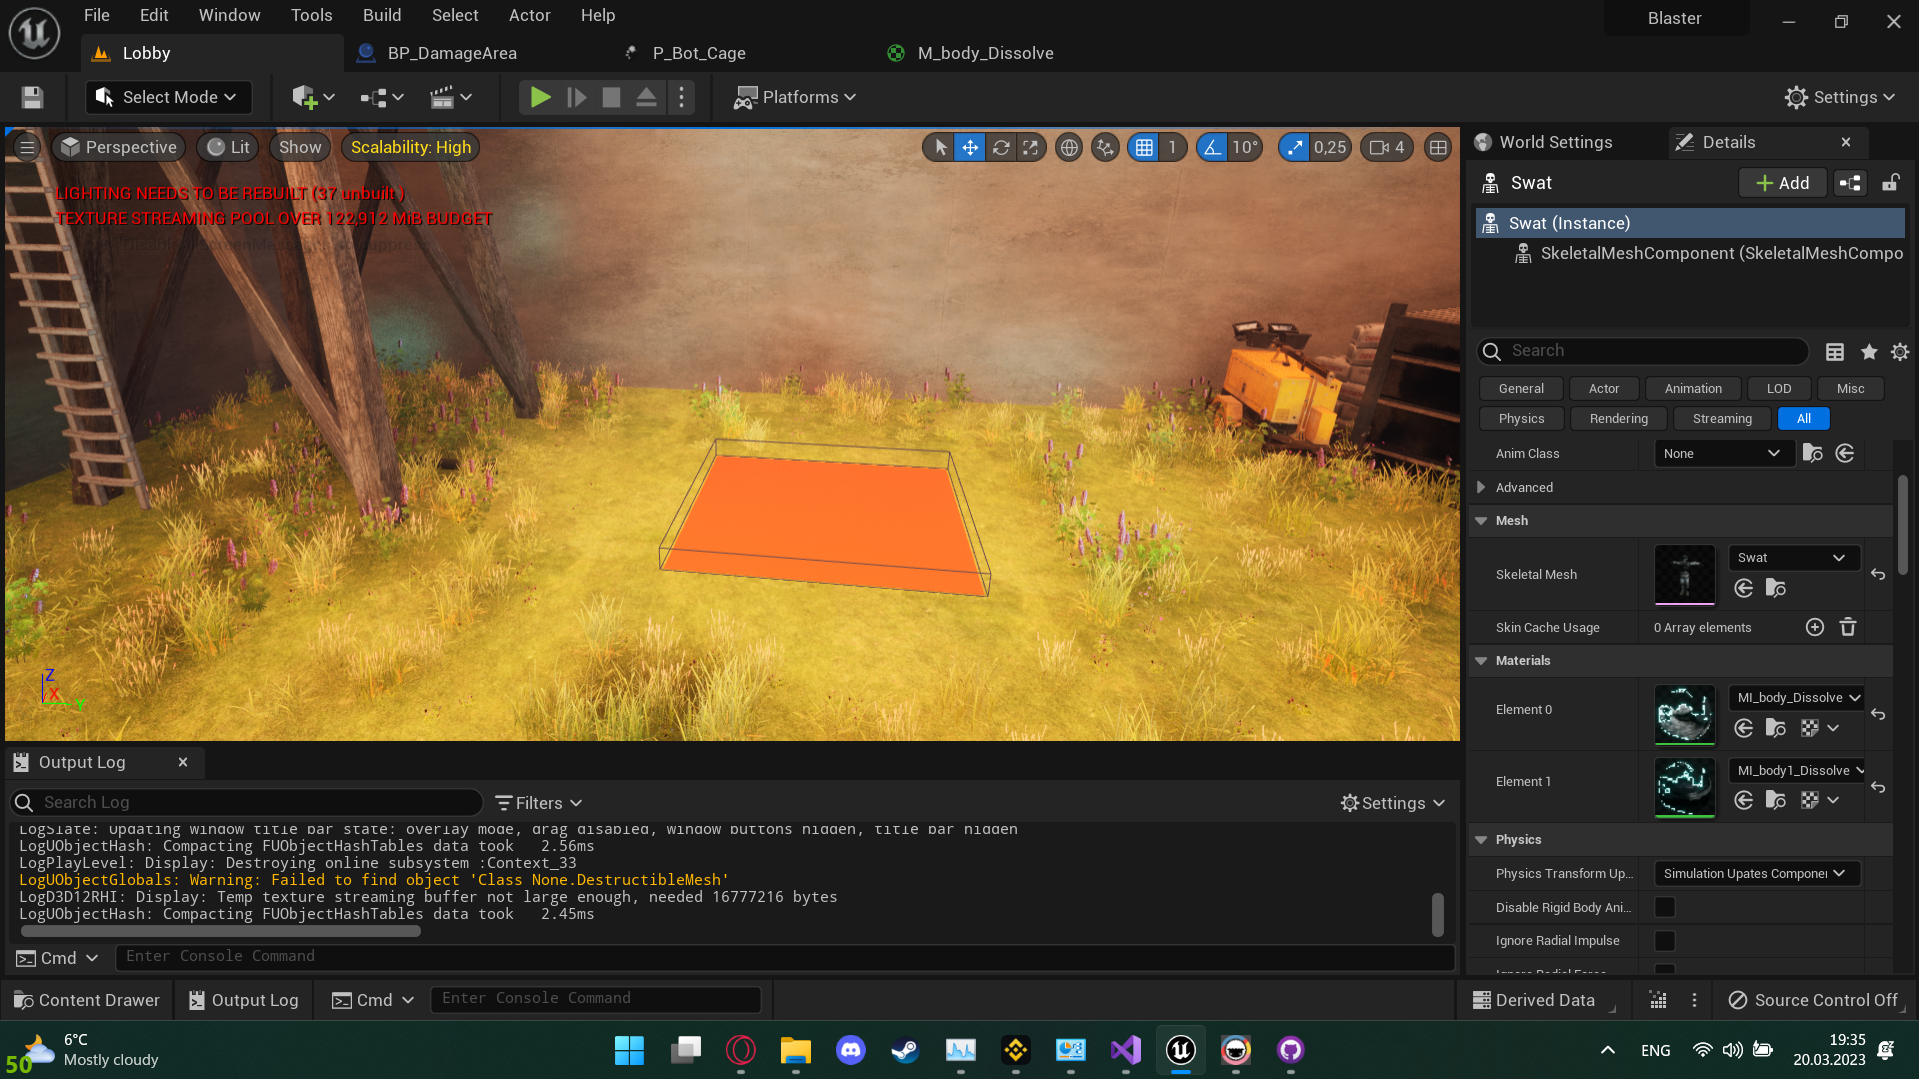 File Edit Window Tools Build Select Actor Help
Blaster
Lobby BP_DamageArea P_Bot_Cage M_body_Dissolve
Select Mode Platforms Settings
Perspective Lit Show Scalability: High 1 10° 0,25 4
LIGHTING NEEDS TO BE REBUILT (37 unbuilt )
TEXTURE STREAMING POOL OVER 122,912 MiB BUDGET
Z
X
Y
World Settings Details
Swat Add
Swat (Instance)
SkeletalMeshComponent (SkeletalMeshCompo
Search
General Actor Animation LOD Misc
Physics Rendering Streaming All
Anim Class None
Advanced
Mesh
Skeletal Mesh Swat
Skin Cache Usage 0 Array elements
Materials
Element 0 MI_body_Dissolve
Element 1 MI_body1_Dissolve
Physics
Physics Transform Up... Simulation Upates Componer
Disable Rigid Body Ani...
Ignore Radial Impulse
Ignore Radial Force
Output Log
Search Log Filters Settings
LogSlate: Updating window title bar state: overlay mode, drag disabled, window buttons hidden, title bar hidden
LogUObjectHash: Compacting FUObjectHashTables data took 2.56ms
LogPlayLevel: Display: Destroying online subsystem :Context_33
LogUObjectGlobals: Warning: Failed to find object 'Class None.DestructibleMesh'
LogD3D12RHI: Display: Temp texture streaming buffer not large enough, needed 16777216 bytes
LogUObjectHash: Compacting FUObjectHashTables data took 2.45ms
Cmd Enter Console Command
Content Drawer Output Log Cmd Enter Console Command Derived Data Source Control Off
50
6°C
Mostly cloudy
ENG
19:35
20.03.2023